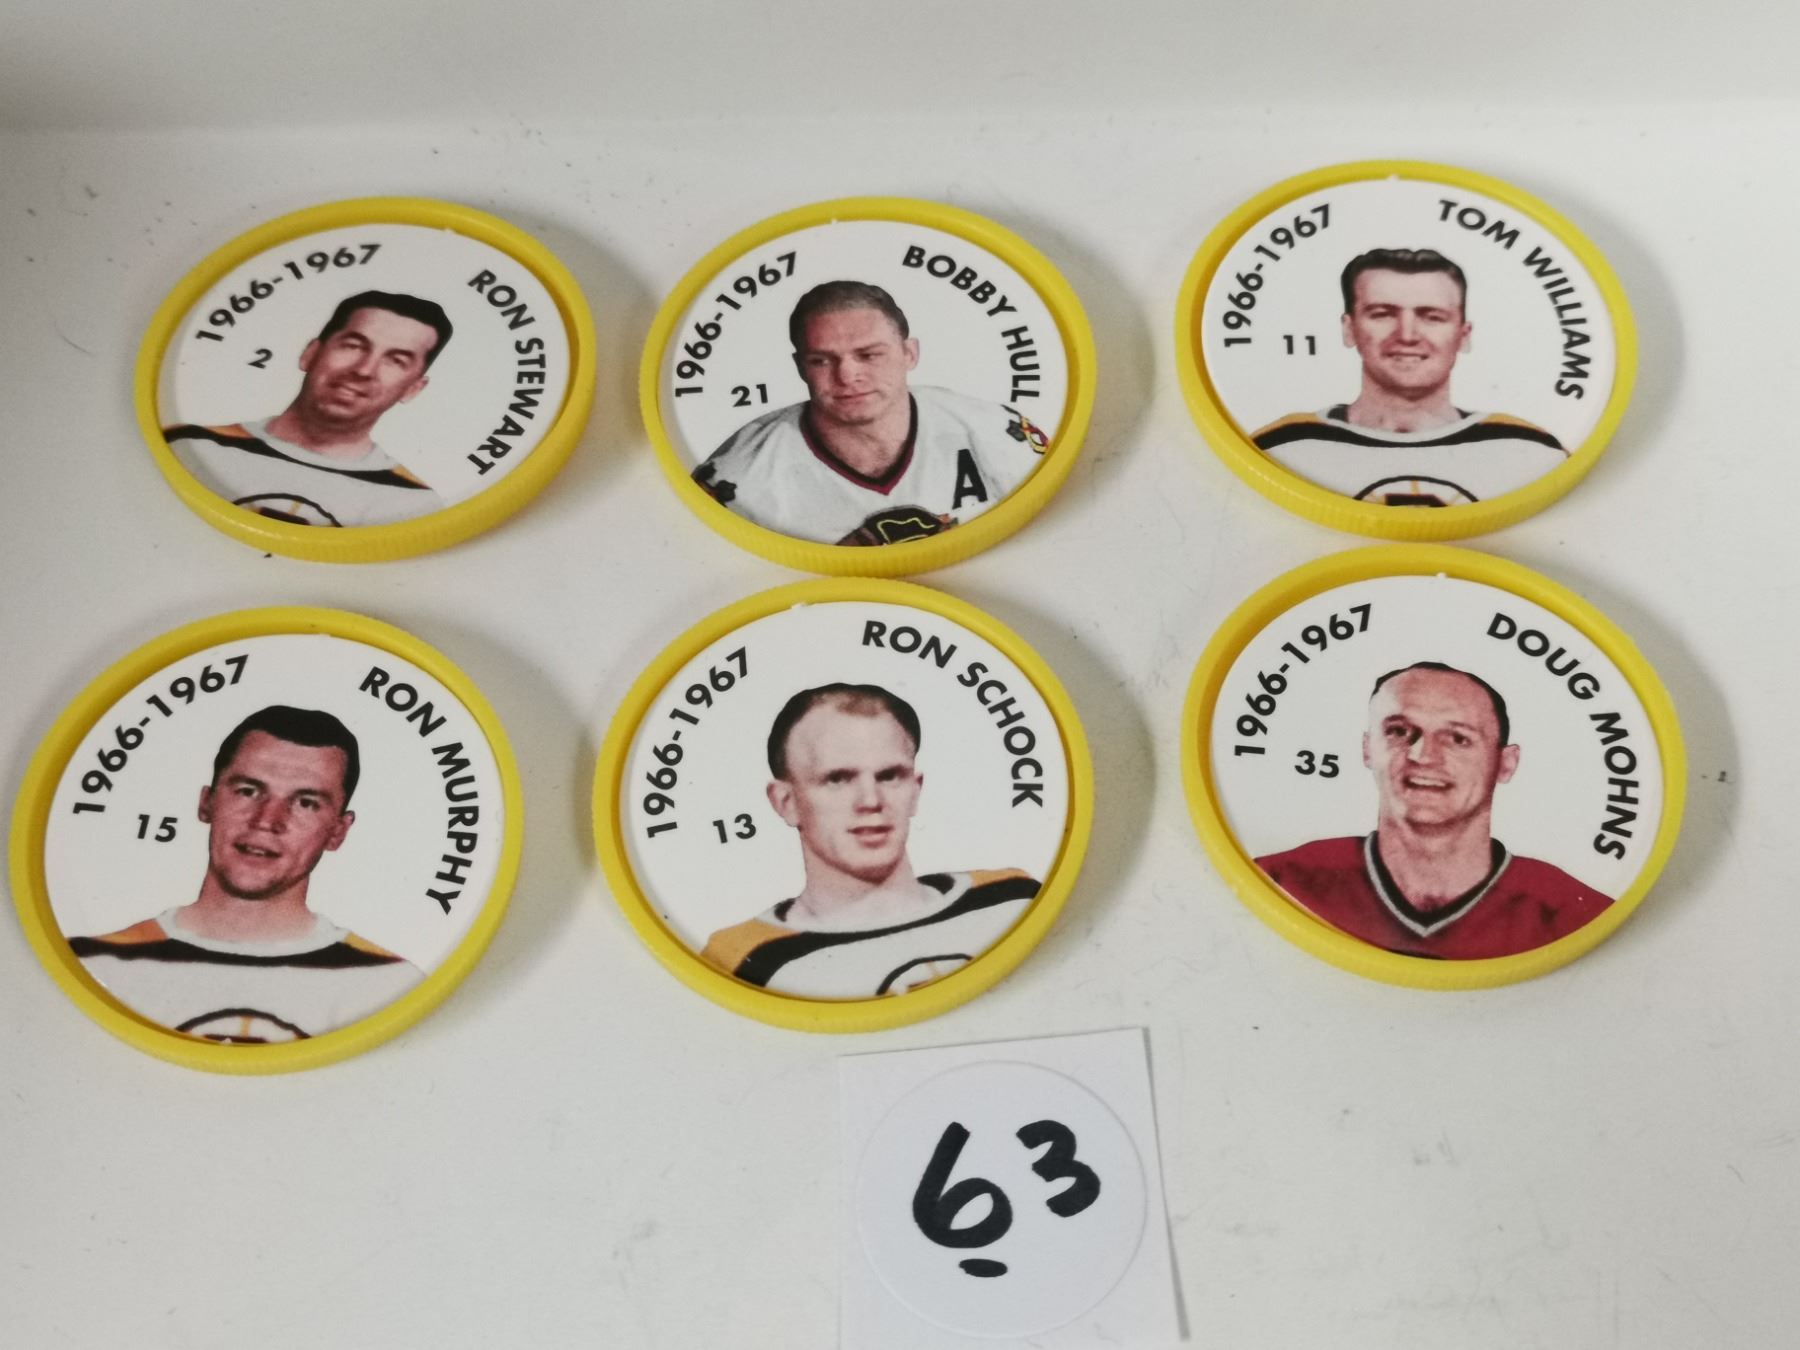 1966-1967
RON STEWART
2
1966-1967
BOBBY HULL
21
A
1966-1967
TOM WILLIAMS
11
1966-1967
RON MURPHY
15
1966-1967
RON SCHOCK
13
1966-1967
DOUG MOHNS
35
63